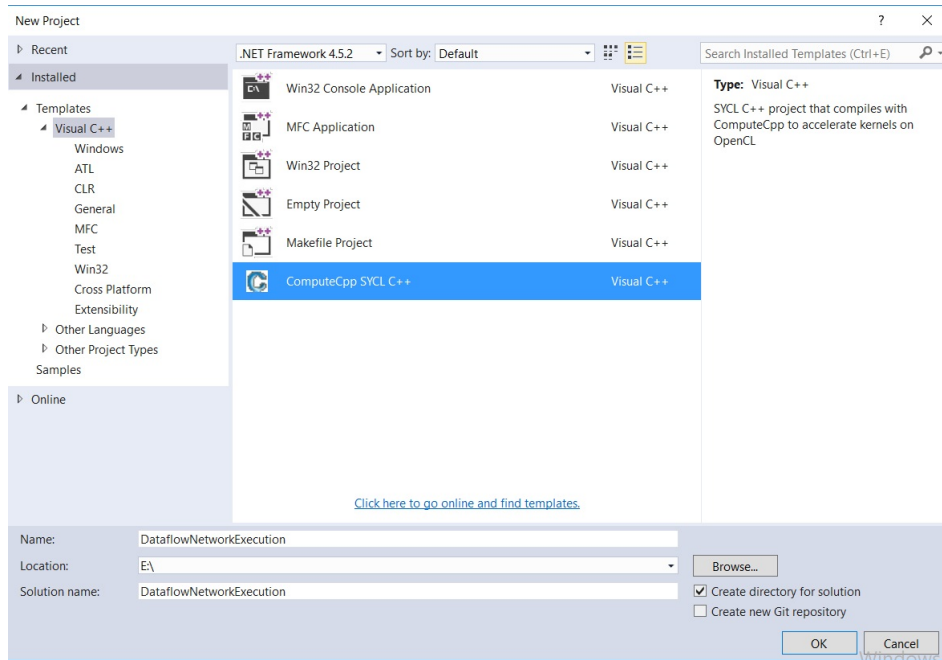 New Project
?
Recent
.NET Framework 4.5.2 Sort by: Default
Search Installed Templates (Ctrl+E)
Installed
Templates
Visual C++
Windows
ATL
CLR
General
MFC
Test
Win32
Cross Platform
Extensibility
Other Languages
Other Project Types
Samples
Online
Win32 Console Application Visual C++
MFC Application Visual C++
Win32 Project Visual C++
Empty Project Visual C++
Makefile Project Visual C++
ComputeCpp SYCL C++ Visual C++
Click here to go online and find templates.
Type: Visual C++
SYCL C++ project that compiles with
ComputeCpp to accelerate kernels on
OpenCL
Name: DataflowNetworkExecution
Location: E:\ Browse...
Solution name: DataflowNetworkExecution
Create directory for solution
Create new Git repository
OK Cancel
Windows